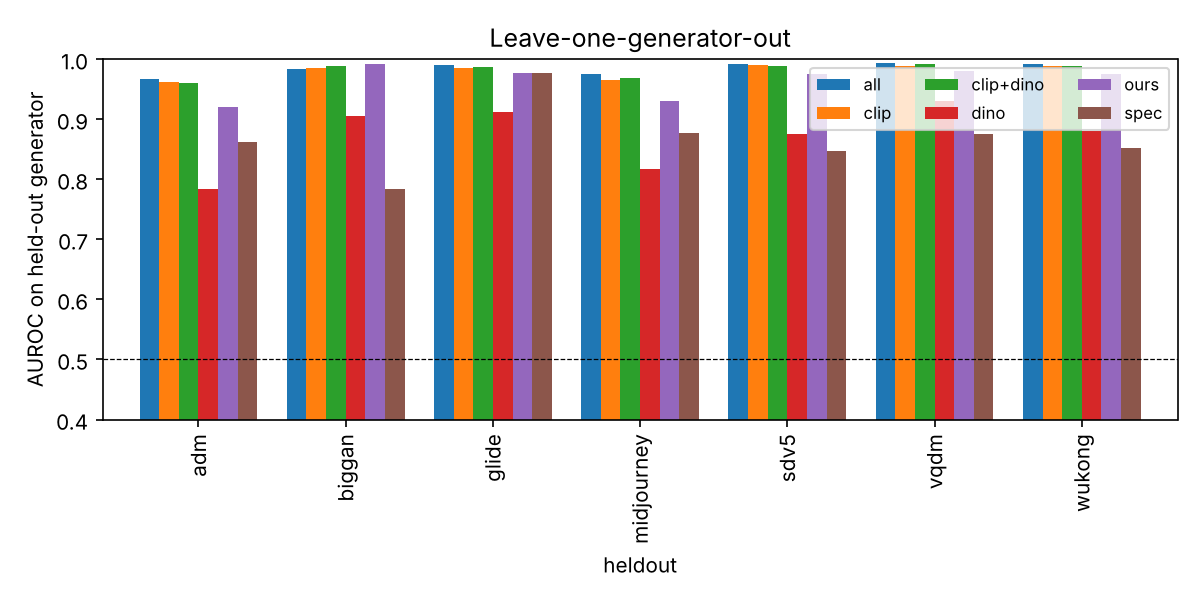 Leave-one-generator-out
AUROC on held-out generator
1.0
0.9
0.8
0.7
0.6
0.5
0.4
all
clip
clip+dino
dino
ours
spec
adm
biggan
glide
midjourney
sdv5
vqdm
wukong
heldout